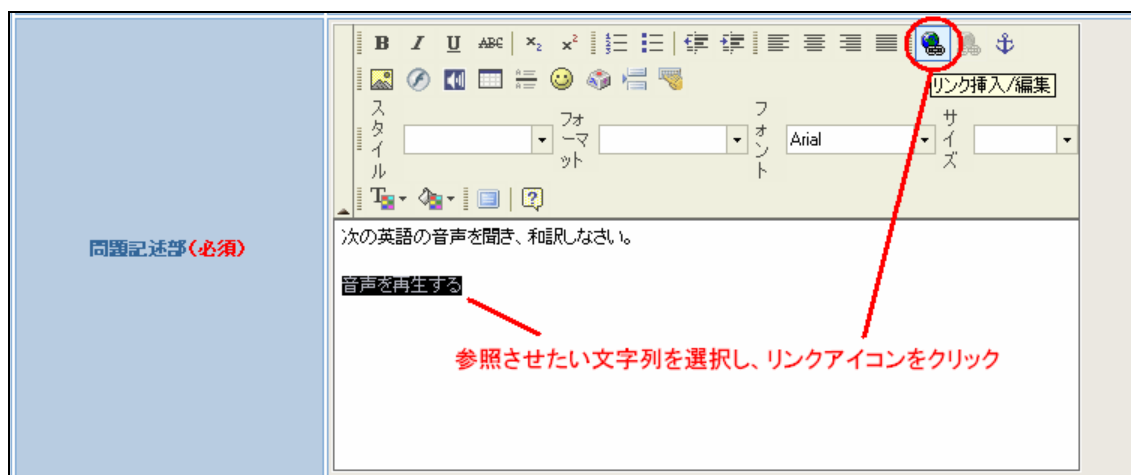 B I U ABC ×₂ ×²
リンク挿入/編集
スタイル
フォーマット
フォント
Arial
サイズ
問題記述部(必須)
次の英語の音声を聞き、和訳しなさい。
音声を再生する
参照させたい文字列を選択し、リンクアイコンをクリック